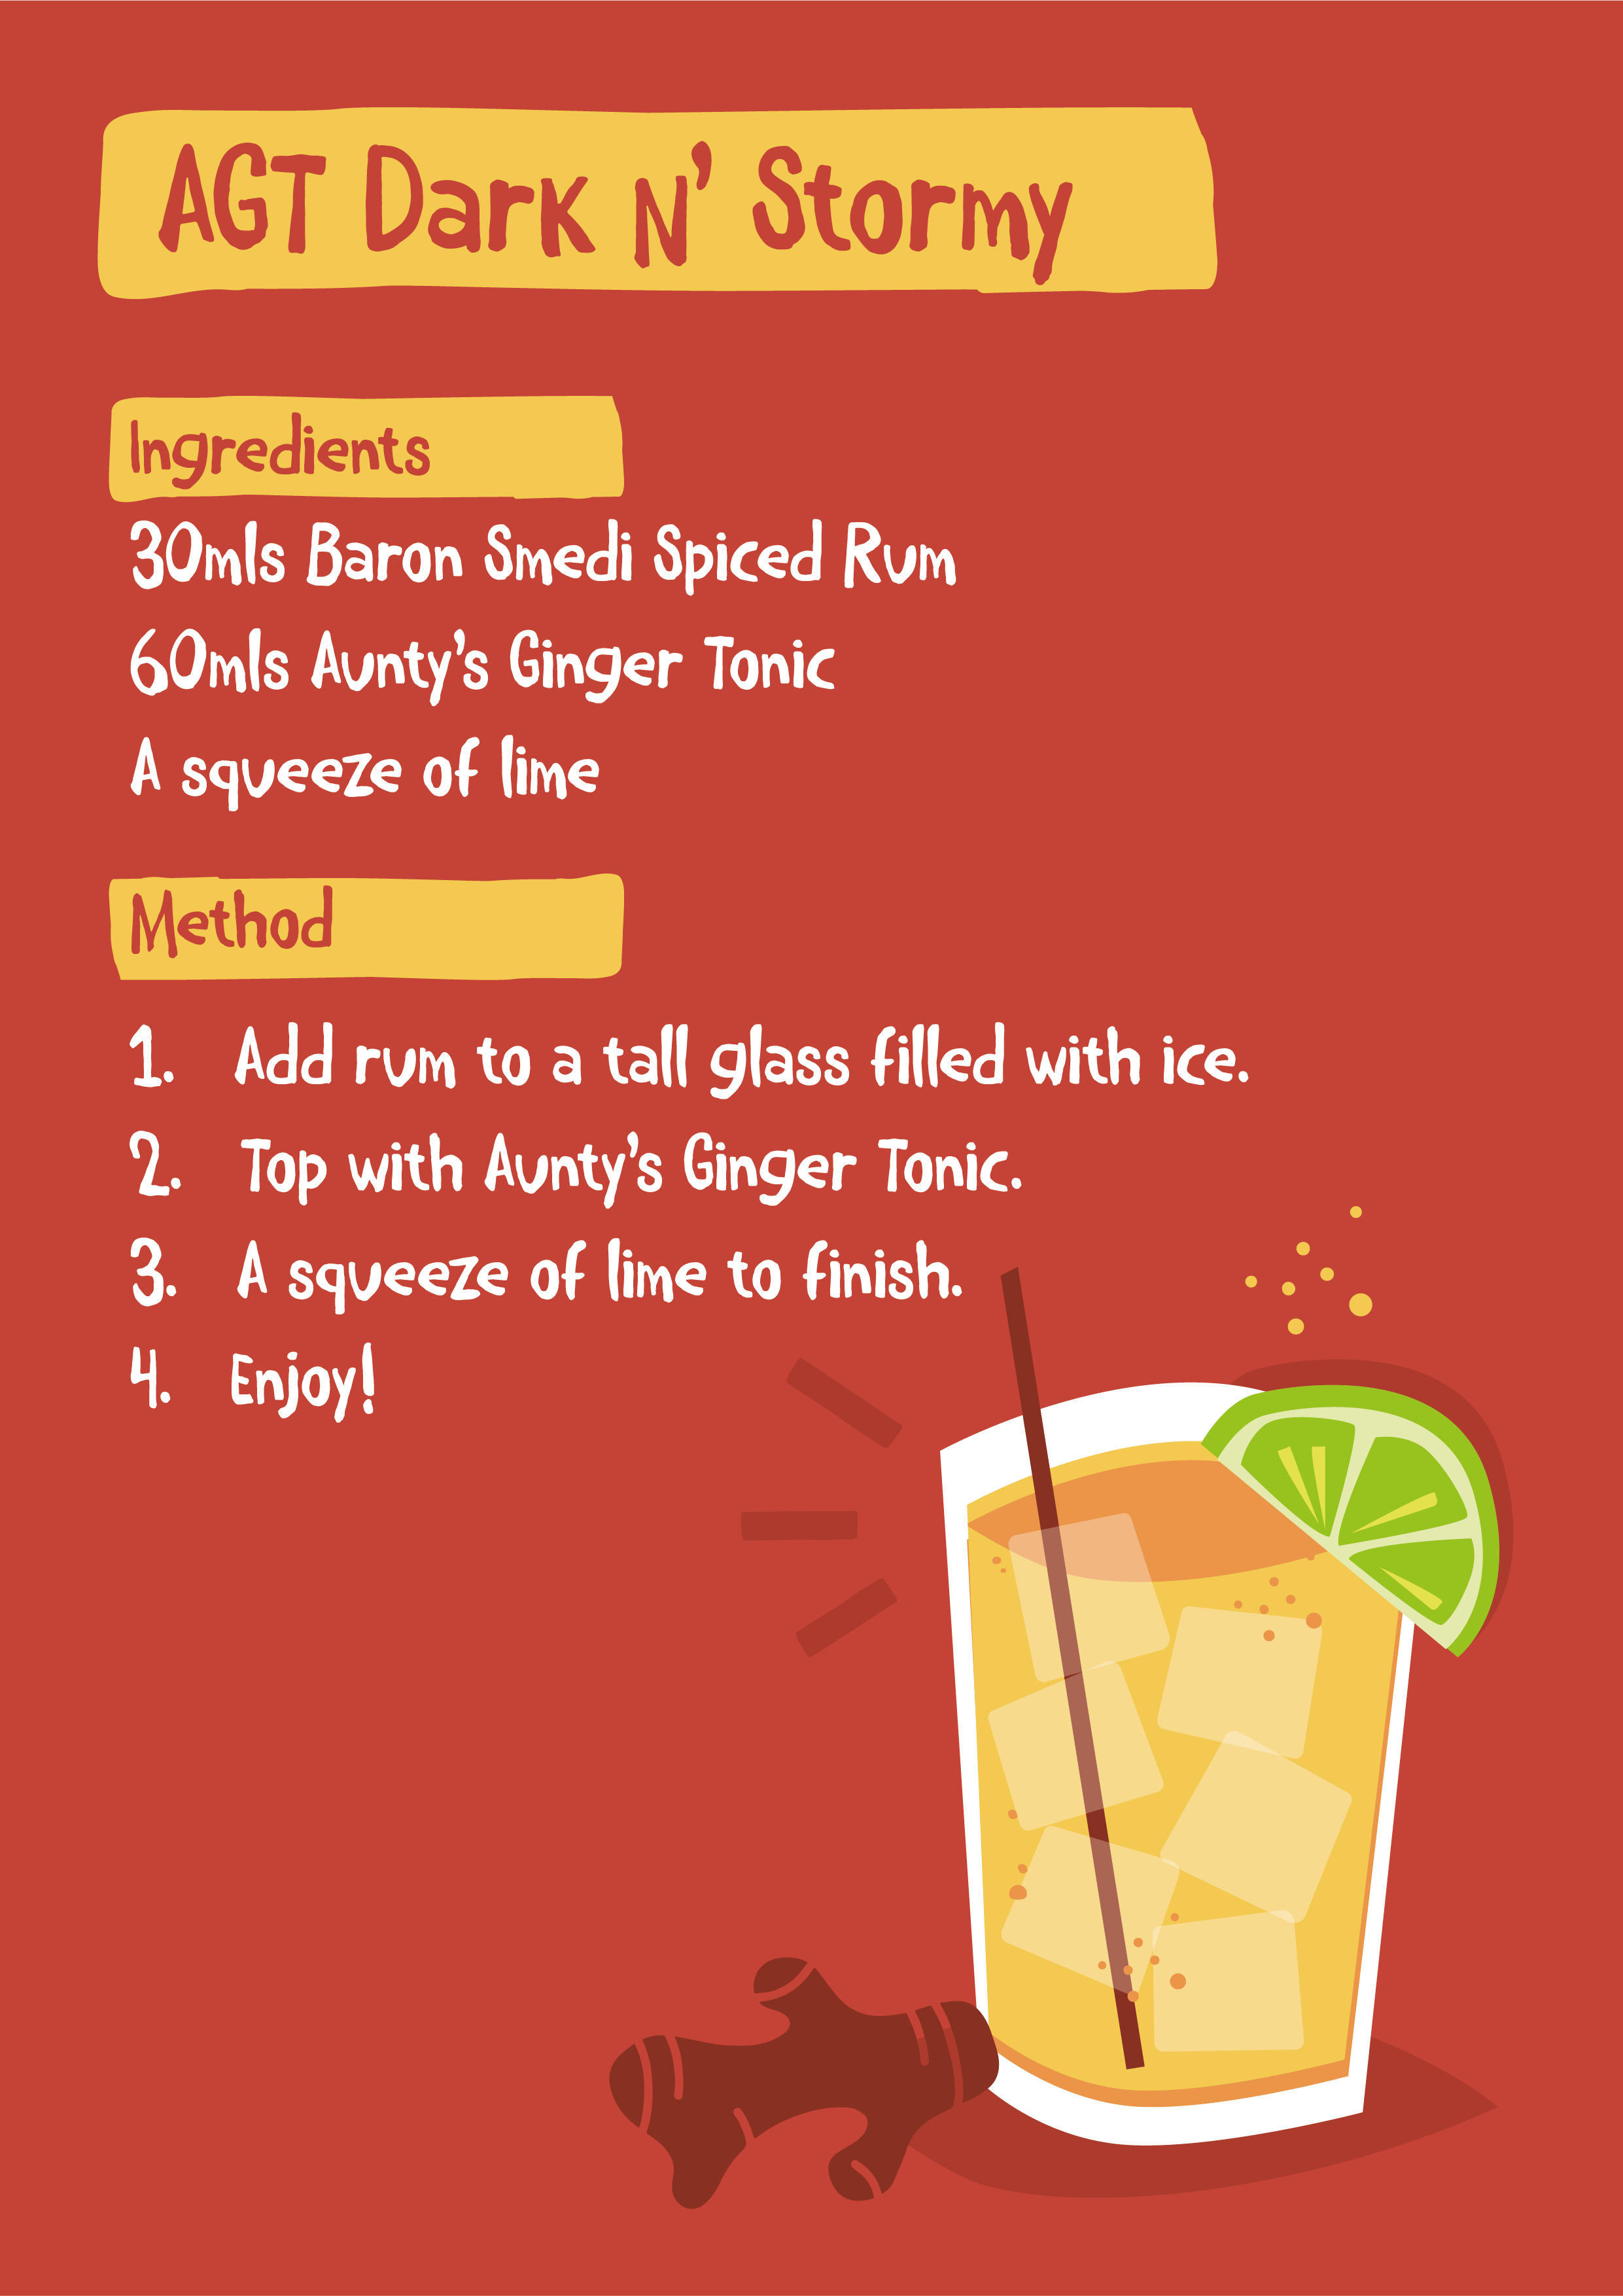 AGT Dark N' Stormy
Ingredients
30mls Baron Smedi Spiced Rum
60mls Aunty's Ginger Tonic
A squeeze of lime
Method
1. Add rum to a tall glass filled with ice.
2. Top with Aunty's Ginger Tonic.
3. A squeeze of lime to finish.
4. Enjoy!